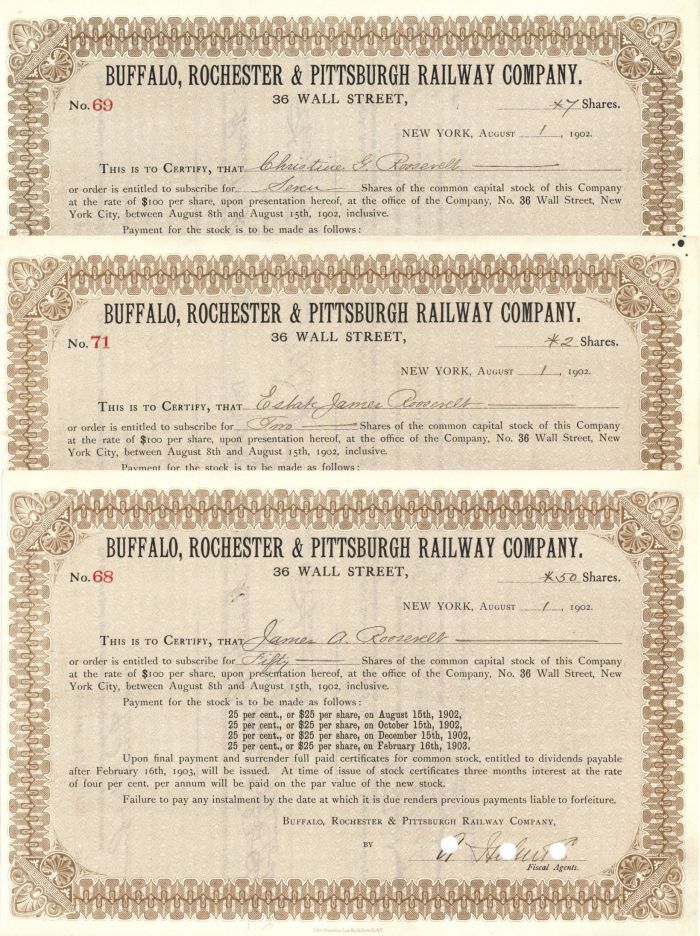 BUFFALO, ROCHESTER & PITTSBURGH RAILWAY COMPANY.
No. 69
36 WALL STREET,
*7 Shares.
NEW YORK, AUGUST 1, 1902.
THIS IS TO CERTIFY, THAT Christine G. Roosevelt
or order is entitled to subscribe for Seven Shares of the common capital stock of this Company
at the rate of $100 per share, upon presentation hereof, at the office of the Company, No. 36 Wall Street, New
York City, between August 8th and August 15th, 1902, inclusive.
Payment for the stock is to be made as follows:
BUFFALO, ROCHESTER & PITTSBURGH RAILWAY COMPANY.
No. 71
36 WALL STREET,
*2 Shares.
NEW YORK, AUGUST 1, 1902.
THIS IS TO CERTIFY, THAT Estate James Roosevelt
or order is entitled to subscribe for Two Shares of the common capital stock of this Company
at the rate of $100 per share, upon presentation hereof, at the office of the Company, No. 36 Wall Street, New
York City, between August 8th and August 15th, 1902, inclusive.
Payment for the stock is to be made as follows:
BUFFALO, ROCHESTER & PITTSBURGH RAILWAY COMPANY.
No. 68
36 WALL STREET,
*50 Shares.
NEW YORK, AUGUST 1, 1902.
THIS IS TO CERTIFY, THAT James A. Roosevelt
or order is entitled to subscribe for Fifty Shares of the common capital stock of this Company
at the rate of $100 per share, upon presentation hereof, at the office of the Company, No. 36 Wall Street, New
York City, between August 8th and August 15th, 1902, inclusive.
Payment for the stock is to be made as follows:
25 per cent., or $25 per share, on August 15th, 1902,
25 per cent., or $25 per share, on October 15th, 1902,
25 per cent., or $25 per share, on December 15th, 1902,
25 per cent., or $25 per share, on February 16th, 1903.
Upon final payment and surrender full paid certificates for common stock, entitled to dividends payable
after February 16th, 1903, will be issued. At time of issue of stock certificates three months interest at the rate
of four per cent. per annum will be paid on the par value of the new stock.
Failure to pay any instalment by the date at which it is due renders previous payments liable to forfeiture.
BUFFALO, ROCHESTER & PITTSBURGH RAILWAY COMPANY,
BY
Fiscal Agents.